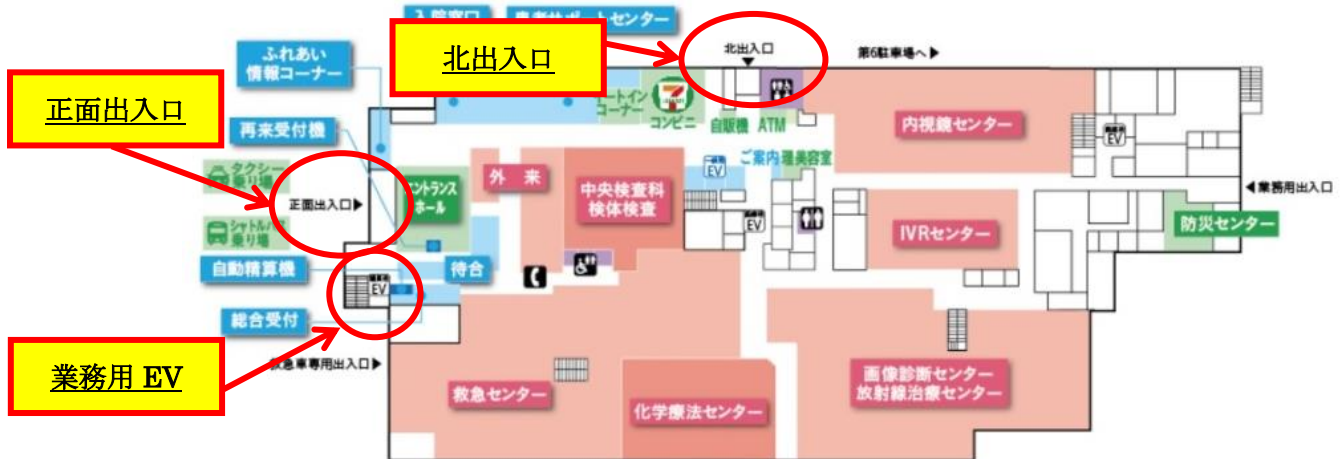 入院窓口
患者サポートセンター
北出入口
北出入口
第6駐車場へ▶
ふれあい
情報コーナー
正面出入口
再来受付機
コーナー
コンビニ
自販機 ATM
内視鏡センター
EV
ご案内
理美容室
EV
タクシー
乗り場
エントランス
ホール
外 来
中央検査科
検体検査
◀業務用出入口
正面出入口▶
シャトルバス
乗り場
EV
IVRセンター
防災センター
自動精算機
待合
EV
総合受付
業務用 EV
救急車専用出入口▶
救急センター
化学療法センター
画像診断センター
放射線治療センター